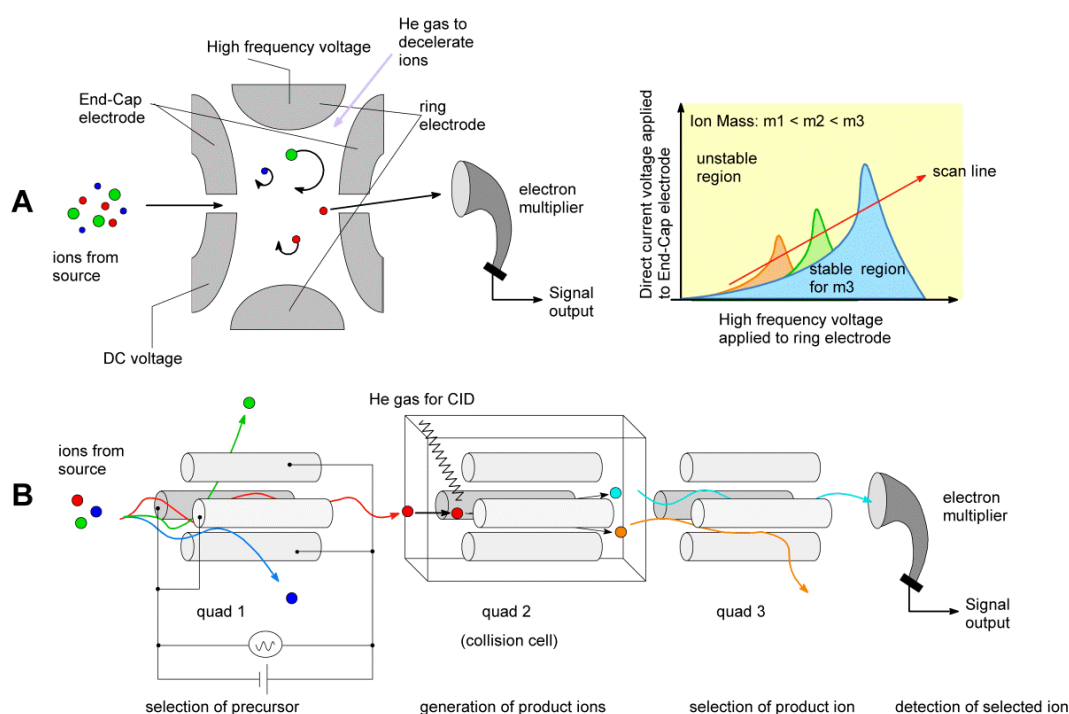 He gas to
decelerate
ions
High frequency voltage
End-Cap
electrode
ring
electrode
A
ions from
source
electron
multiplier
Signal
output
DC voltage
Ion Mass: m1 < m2 < m3
unstable
region
scan line
stable region
for m3
Direct current voltage applied
to End-Cap electrode
High frequency voltage
applied to ring electrode
He gas for CID
ions from
source
B
electron
multiplier
quad 1
quad 2
(collision cell)
quad 3
Signal
output
selection of precursor
generation of product ions
selection of product ion
detection of selected ion